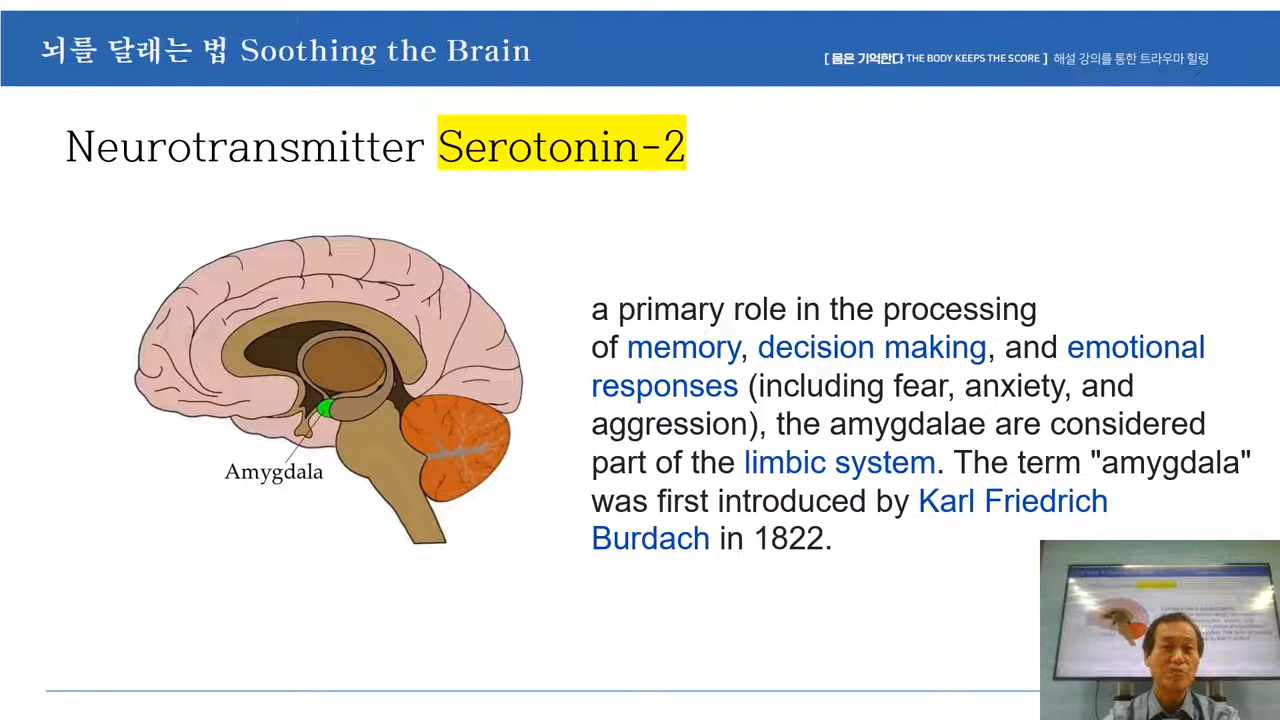 뇌를 달래는 법 Soothing the Brain
[ 몸은 기억한다 THE BODY KEEPS THE SCORE ] 해설 강의를 통한 트라우마 힐링
Neurotransmitter Serotonin-2
Amygdala
a primary role in the processing
of memory, decision making, and emotional
responses (including fear, anxiety, and
aggression), the amygdalae are considered
part of the limbic system. The term "amygdala"
was first introduced by Karl Friedrich
Burdach in 1822.